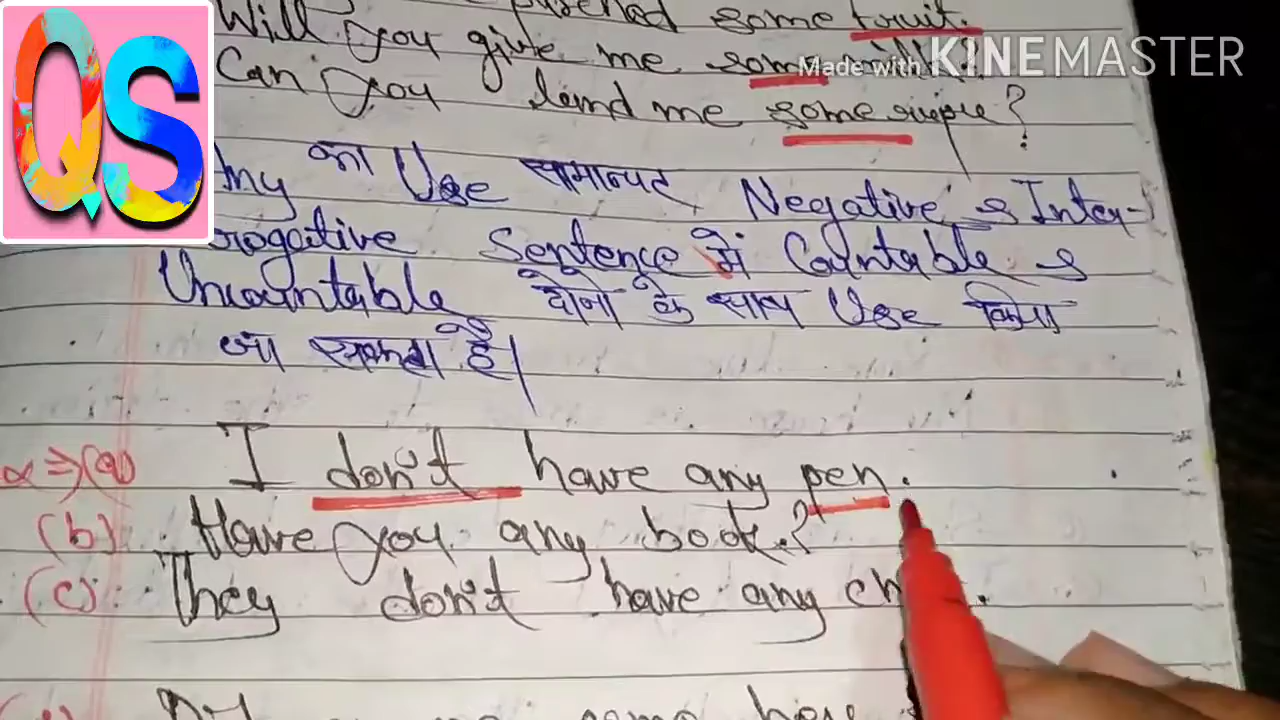 some fruit.
Will you give me some milk?
Can you lend me some rupee?
Any का Use सामान्यतः Negative & Inter-
rogative Sentence में Countable &
Uncountable दोनो के साथ Use किया
जा सकता है।
(a) I don't have any pen.
(b) Have you any book?
(c) They don't have any
some
QS
Made with KINEMASTER